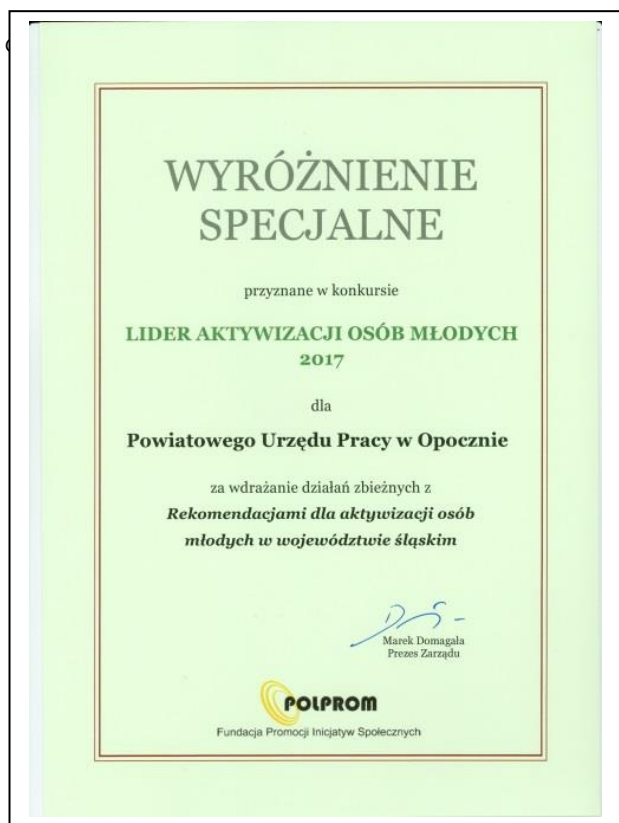 WYRÓŻNIENIE
SPECJALNE
przyznane w konkursie
LIDER AKTYWIZACJI OSÓB MŁODYCH
2017
dla
Powiatowego Urzędu Pracy w Opocznie
za wdrażanie działań zbieżnych z
Rekomendacjami dla aktywizacji osób
młodych w województwie śląskim
Marek Domagała
Prezes Zarządu
POLPROM
Fundacja Promocji Inicjatyw Społecznych